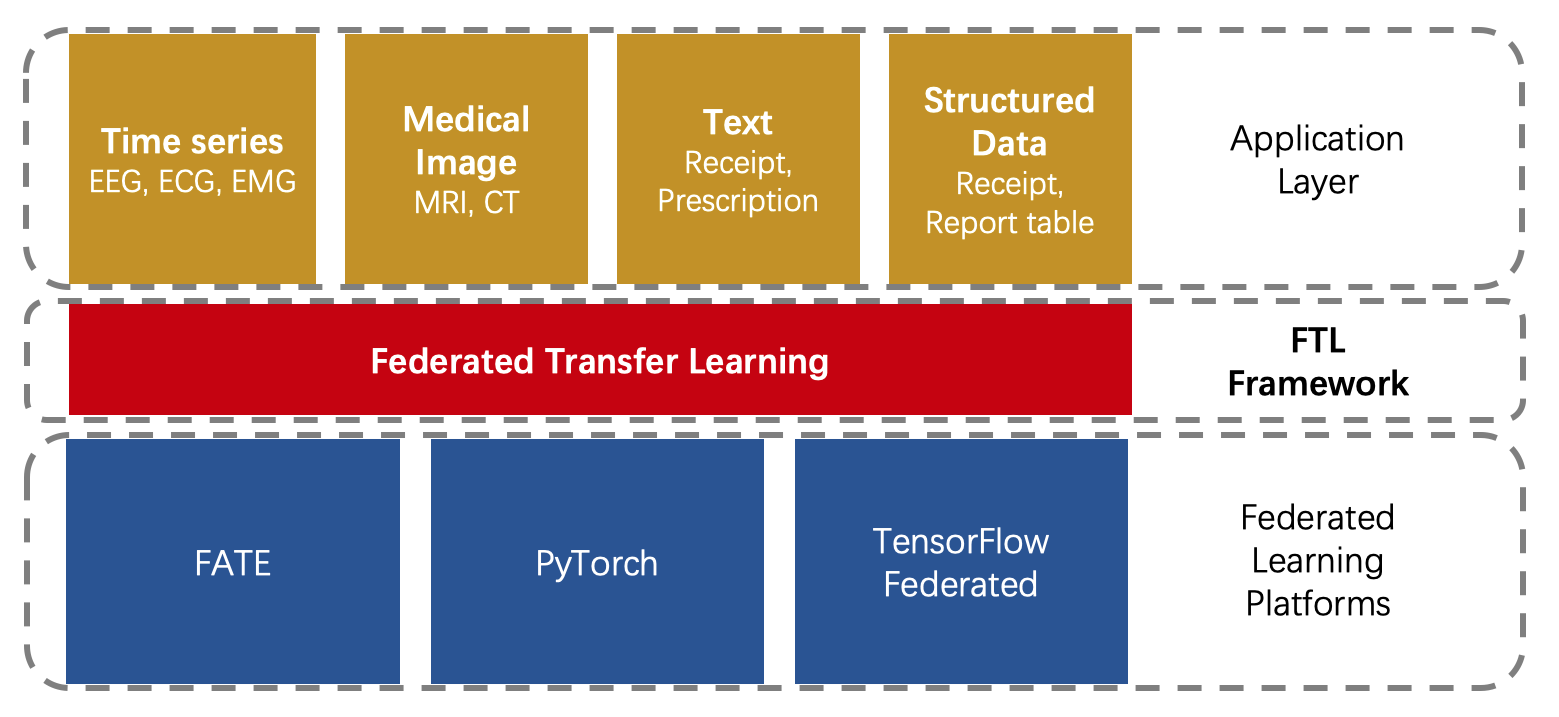 Time series
EEG, ECG, EMG
Medical
Image
MRI, CT
Text
Receipt,
Prescription
Structured
Data
Receipt,
Report table
Application
Layer
Federated Transfer Learning
FTL
Framework
FATE
PyTorch
TensorFlow
Federated
Federated
Learning
Platforms